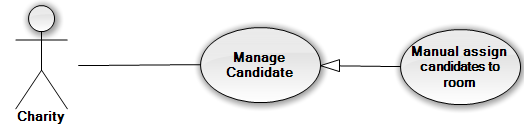 Manage
Candidate
Manual assign
candidates to
room
Charity